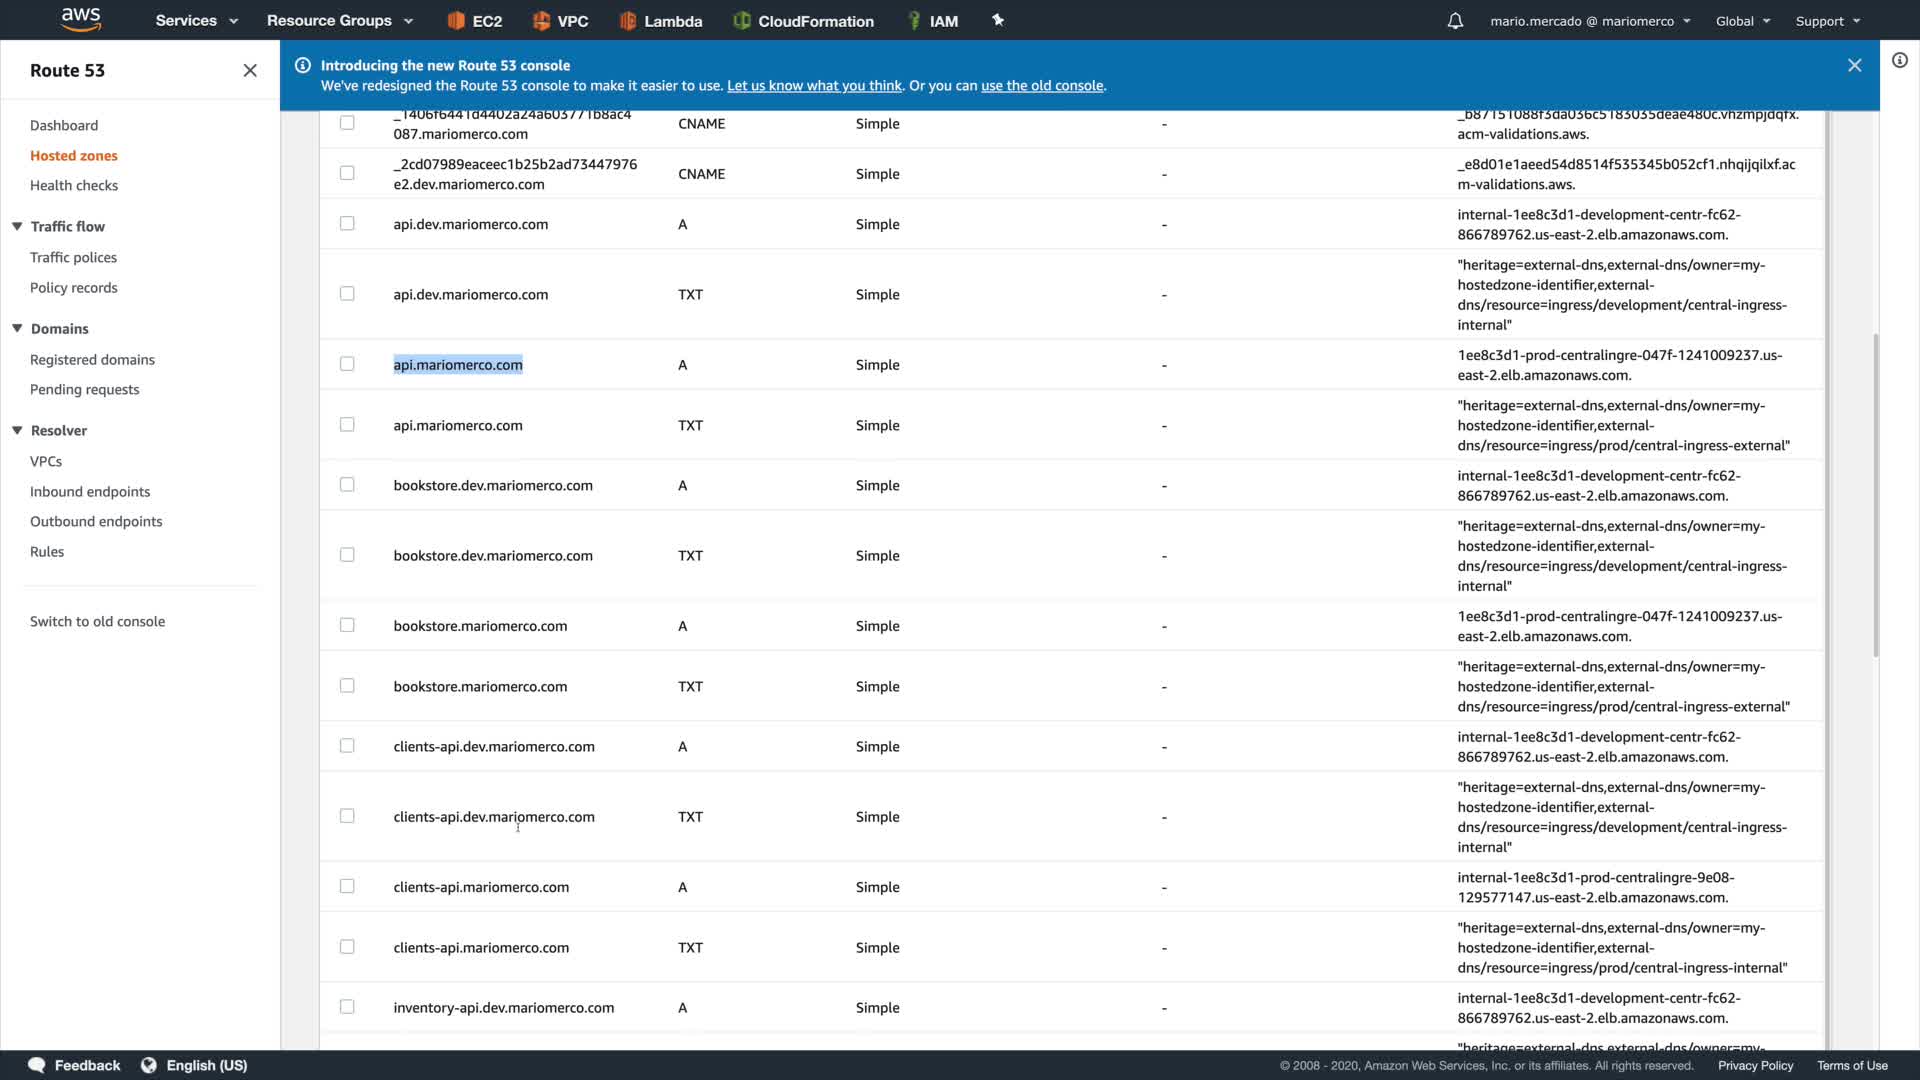 aws
Services
Resource Groups
EC2
VPC
Lambda
CloudFormation
IAM
mario.mercado @ mariomerco
Global
Support
Route 53
Dashboard
Hosted zones
Health checks
Traffic flow
Traffic polices
Policy records
Domains
Registered domains
Pending requests
Resolver
VPCs
Inbound endpoints
Outbound endpoints
Rules
Switch to old console
Introducing the new Route 53 console
We've redesigned the Route 53 console to make it easier to use. Let us know what you think. Or you can use the old console.
_1406f6441d4402a24a603771b8ac4
087.mariomerco.com
CNAME
Simple
-
_b87151088f3da036c5183035deae480c.vhzmpjdqfx.
acm-validations.aws.
_2cd07989eaceec1b25b2ad73447976
e2.dev.mariomerco.com
CNAME
Simple
-
_e8d01e1aeed54d8514f535345b052cf1.nhqijqilxf.ac
m-validations.aws.
api.dev.mariomerco.com
A
Simple
-
internal-1ee8c3d1-development-centr-fc62-
866789762.us-east-2.elb.amazonaws.com.
api.dev.mariomerco.com
TXT
Simple
-
"heritage=external-dns,external-dns/owner=my-
hostedzone-identifier,external-
dns/resource=ingress/development/central-ingress-
internal"
api.mariomerco.com
A
Simple
-
1ee8c3d1-prod-centralingre-047f-1241009237.us-
east-2.elb.amazonaws.com.
api.mariomerco.com
TXT
Simple
-
"heritage=external-dns,external-dns/owner=my-
hostedzone-identifier,external-
dns/resource=ingress/prod/central-ingress-external"
bookstore.dev.mariomerco.com
A
Simple
-
internal-1ee8c3d1-development-centr-fc62-
866789762.us-east-2.elb.amazonaws.com.
bookstore.dev.mariomerco.com
TXT
Simple
-
"heritage=external-dns,external-dns/owner=my-
hostedzone-identifier,external-
dns/resource=ingress/development/central-ingress-
internal"
bookstore.mariomerco.com
A
Simple
-
1ee8c3d1-prod-centralingre-047f-1241009237.us-
east-2.elb.amazonaws.com.
bookstore.mariomerco.com
TXT
Simple
-
"heritage=external-dns,external-dns/owner=my-
hostedzone-identifier,external-
dns/resource=ingress/prod/central-ingress-external"
clients-api.dev.mariomerco.com
A
Simple
-
internal-1ee8c3d1-development-centr-fc62-
866789762.us-east-2.elb.amazonaws.com.
clients-api.dev.mariomerco.com
TXT
Simple
-
"heritage=external-dns,external-dns/owner=my-
hostedzone-identifier,external-
dns/resource=ingress/development/central-ingress-
internal"
clients-api.mariomerco.com
A
Simple
-
internal-1ee8c3d1-prod-centralingre-9e08-
129577147.us-east-2.elb.amazonaws.com.
clients-api.mariomerco.com
TXT
Simple
-
"heritage=external-dns,external-dns/owner=my-
hostedzone-identifier,external-
dns/resource=ingress/prod/central-ingress-internal"
inventory-api.dev.mariomerco.com
A
Simple
-
internal-1ee8c3d1-development-centr-fc62-
866789762.us-east-2.elb.amazonaws.com.
"heritage=external-dns,external-dns/owner=my-
Feedback
English (US)
© 2008 - 2020, Amazon Web Services, Inc. or its affiliates. All rights reserved.
Privacy Policy
Terms of Use